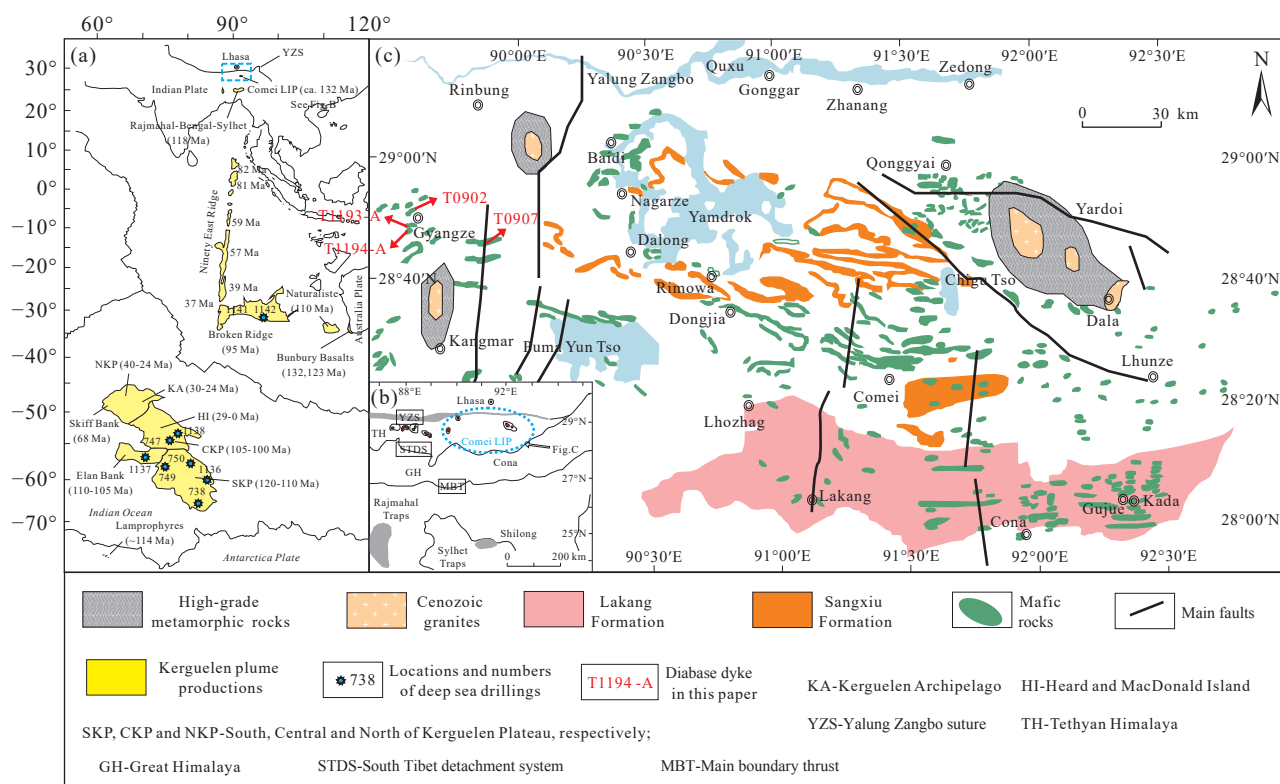 60°
90°
120°
30°
20°
10°
0°
−10°
−20°
−30°
−40°
−50°
−60°
−70°
(a)
Lhasa
YZS
Indian Plate
Comei LIP (ca. 132 Ma)
See Fig.B
Rajmahal-Bengal-Sylhet
(118 Ma)
82 Ma
81 Ma
59 Ma
57 Ma
39 Ma
37 Ma
Ninety East Ridge
1141
1142
Naturaliste
(110 Ma)
Broken Ridge
(95 Ma)
Australia Plate
Bunbury Basalts
(132,123 Ma)
NKP (40-24 Ma)
KA (30-24 Ma)
HI (29-0 Ma)
Skiff Bank
(68 Ma)
1138
747
CKP (105-100 Ma)
750
Elan Bank
(110-105 Ma)
1137
749
1136
SKP (120-110 Ma)
738
Indian Ocean
Lamprophyres
(~114 Ma)
Antarctica Plate
(c)
90°00′E
90°50′E
91°00′E
91°50′E
92°00′E
92°50′E
N
0
30 km
Rinbung
Yalung Zangbo
Quxu
Gonggar
Zhanang
Zedong
29°00′N
29°00′N
Baidi
Nagarze
Yamdrok
Qonggyai
Yardoi
T0902
T1193-A
T0907
Gyangze
T1194-A
Dalong
28°40′N
28°40′N
Rimowa
Chigu Tso
Dongjia
Dala
Kangmar
Puma Yun Tso
Lhunze
Comei
28°20′N
Lhozhag
Lakang
Gujue
Kada
Cona
28°00′N
90°50′E
91°00′E
91°50′E
92°00′E
92°50′E
(b)
88°E
92°E
Lhasa
YZS
29°N
TH
Comei LIP
Fig.C
STDS
Cona
GH
27°N
MBT
Rajmahal
Traps
Shilong
25°N
Sylhet
Traps
0
200 km
High-grade
metamorphic rocks
Cenozoic
granites
Lakang
Formation
Sangxiu
Formation
Mafic
rocks
Main faults
Kerguelen plume
productions
738
Locations and numbers
of deep sea drillings
T1194-A
Diabase dyke
in this paper
KA-Kerguelen Archipelago
HI-Heard and MacDonald Island
YZS-Yalung Zangbo suture
TH-Tethyan Himalaya
SKP, CKP and NKP-South, Central and North of Kerguelen Plateau, respectively;
GH-Great Himalaya
STDS-South Tibet detachment system
MBT-Main boundary thrust